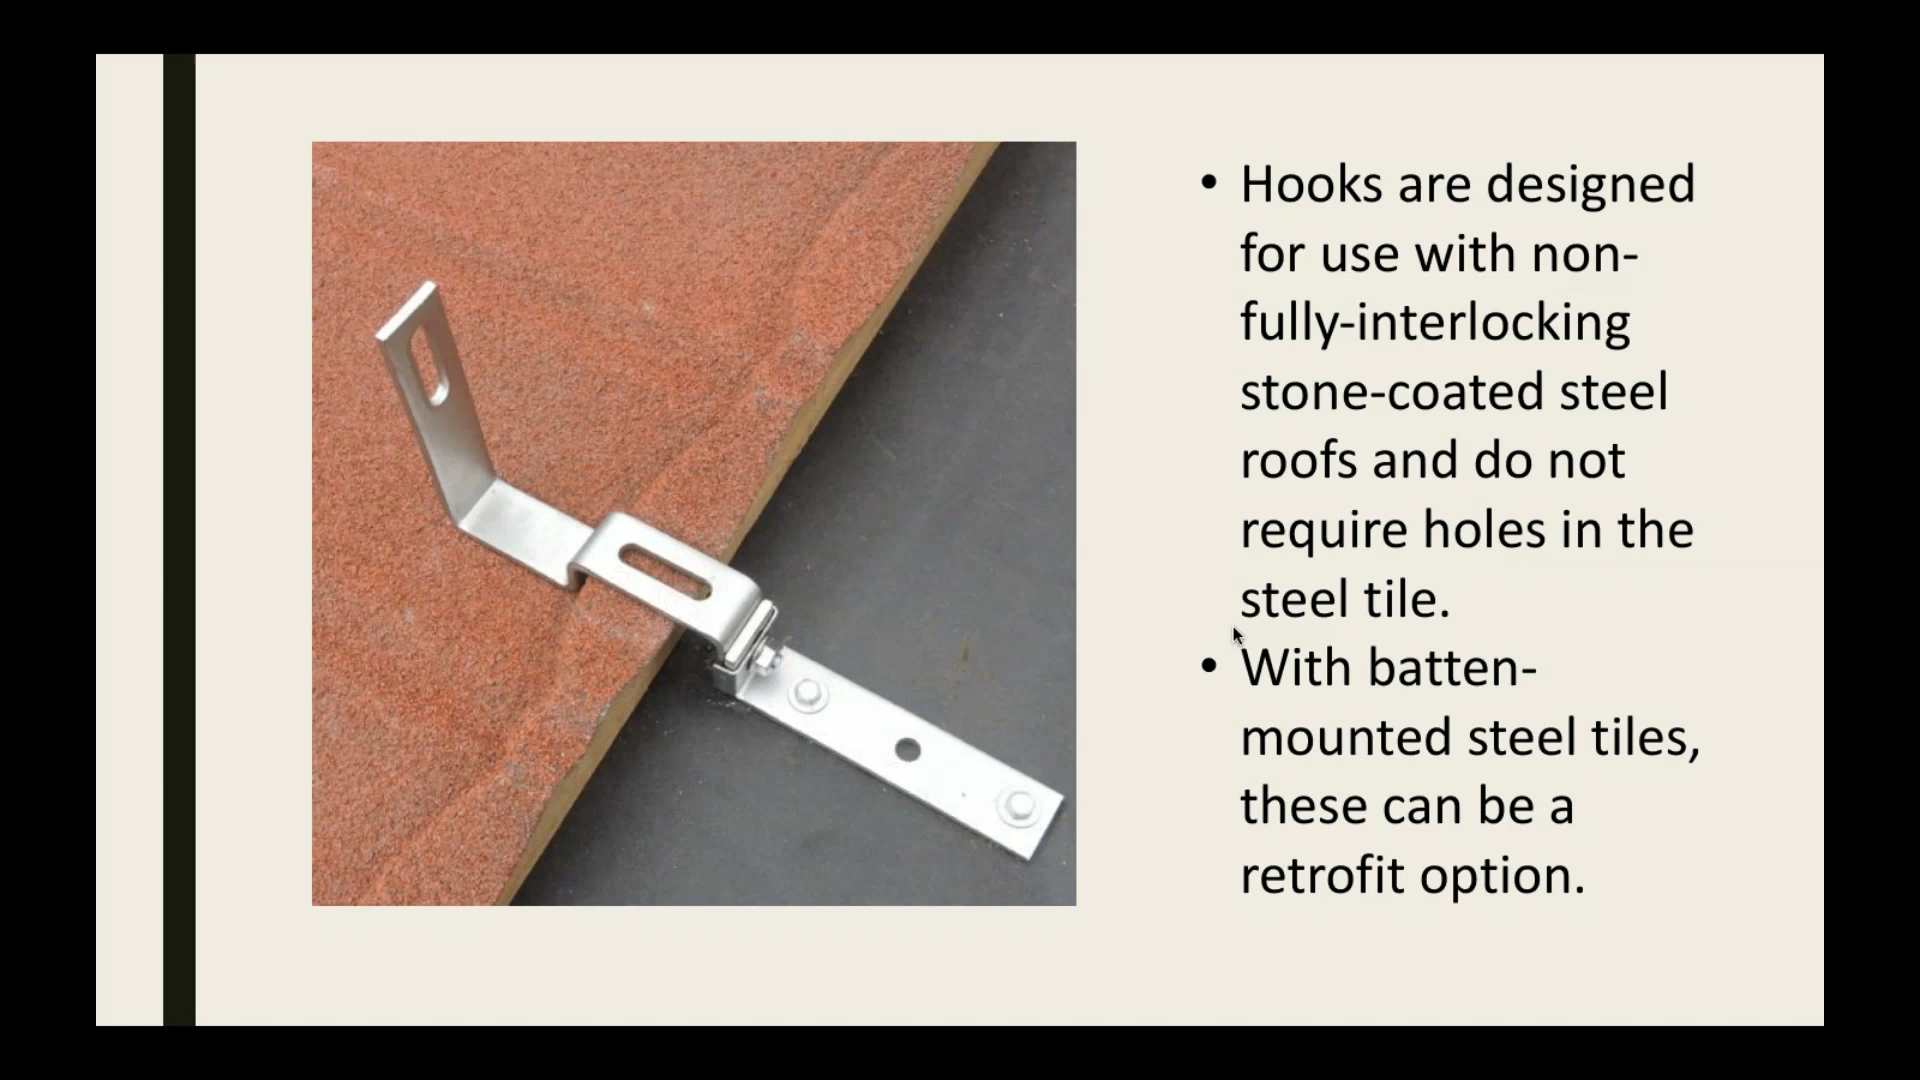 • Hooks are designed
for use with non-
fully-interlocking
stone-coated steel
roofs and do not
require holes in the
steel tile.
• With batten-
mounted steel tiles,
these can be a
retrofit option.